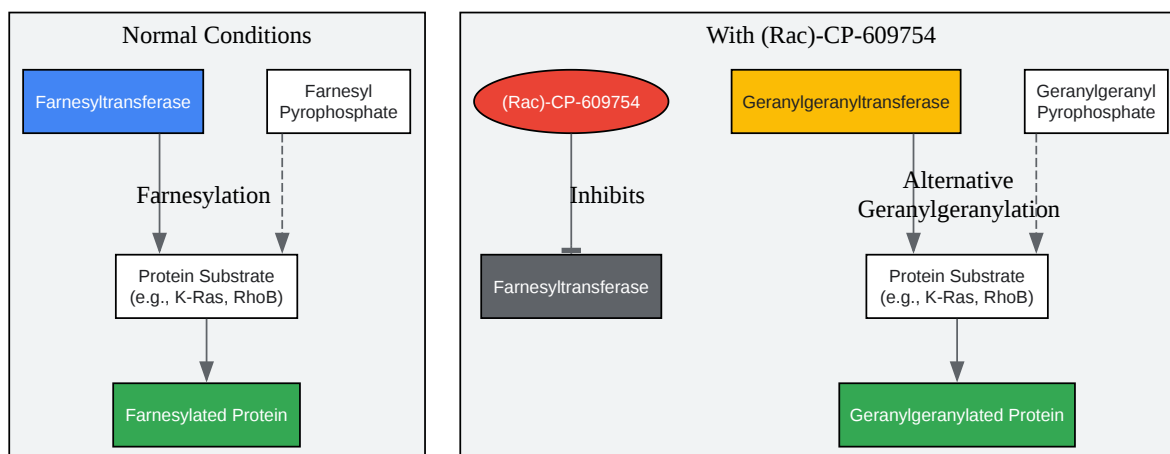 Normal Conditions
Farnesyltransferase
Farnesyl
Pyrophosphate
Farnesylation
Protein Substrate
(e.g., K-Ras, RhoB)
Farnesylated Protein
With (Rac)-CP-609754
(Rac)-CP-609754
Geranylgeranyltransferase
Geranylgeranyl
Pyrophosphate
Inhibits
Alternative
Geranylgeranylation
Farnesyltransferase
Protein Substrate
(e.g., K-Ras, RhoB)
Geranylgeranylated Protein